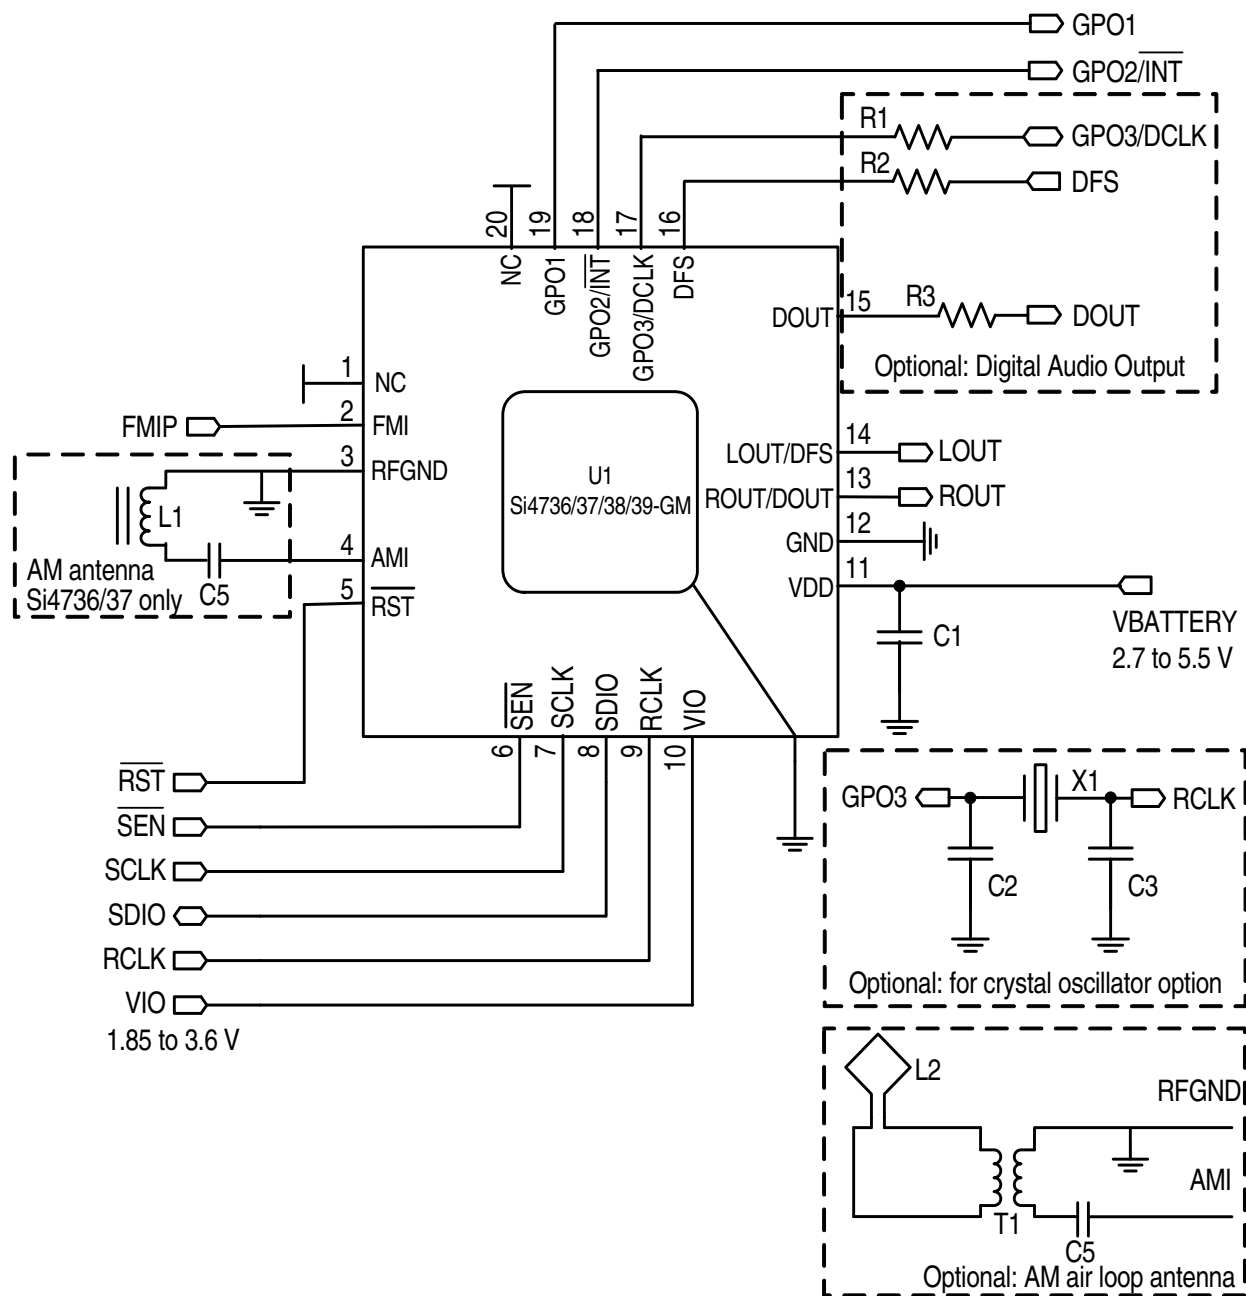 GPO1
GPO2/INT
R1
GPO3/DCLK
R2
DFS
20
19
18
17
16
NC
GPO1
GPO2/INT
GPO3/DCLK
DFS
DOUT
15
R3
DOUT
Optional: Digital Audio Output
1
NC
FMIP
2
FMI
3
RFGND
L1
4
AMI
C5
AM antenna
Si4736/37 only
5
RST
U1
Si4736/37/38/39-GM
LOUT/DFS
14
LOUT
ROUT/DOUT
13
ROUT
GND
12
VDD
11
C1
VBATTERY
2.7 to 5.5 V
SEN
SCLK
SDIO
RCLK
VIO
6
7
8
9
10
RST
SEN
SCLK
SDIO
RCLK
VIO
1.85 to 3.6 V
GPO3
X1
RCLK
C2
C3
Optional: for crystal oscillator option
L2
RFGND
AMI
T1
C5
Optional: AM air loop antenna